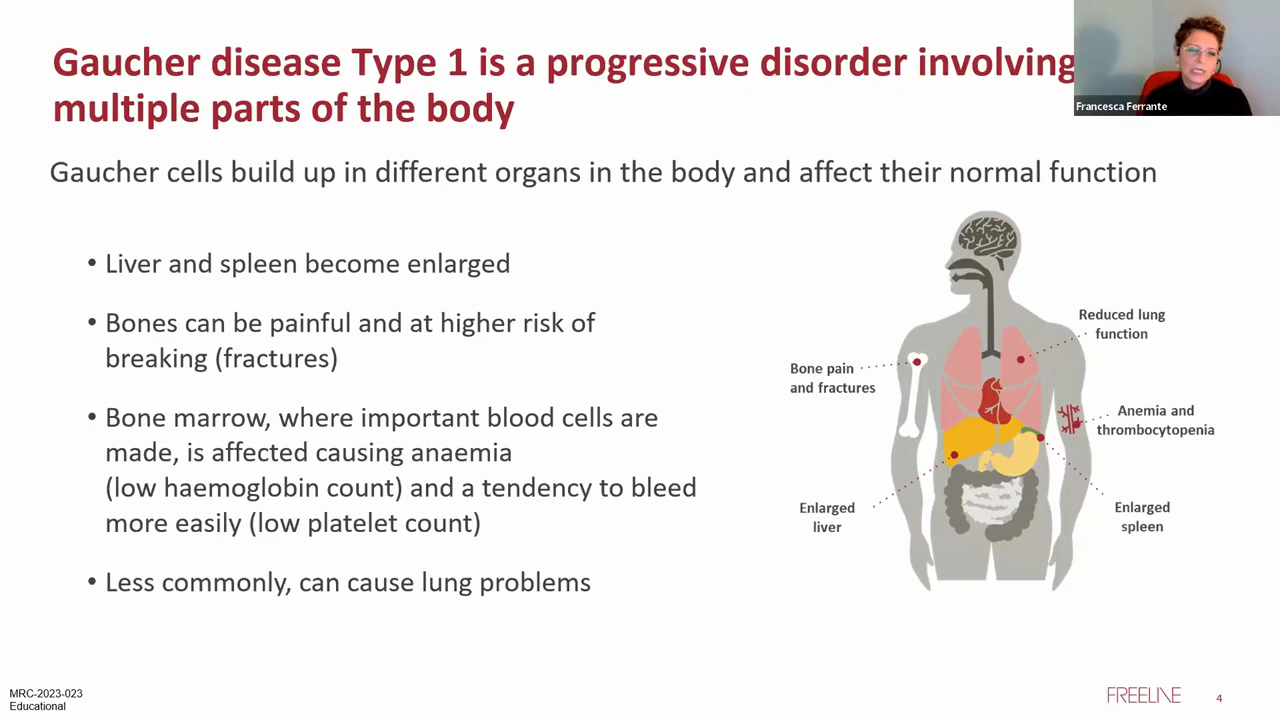 Gaucher disease Type 1 is a progressive disorder involving
multiple parts of the body
Francesca Ferrante
Gaucher cells build up in different organs in the body and affect their normal function
• Liver and spleen become enlarged
• Bones can be painful and at higher risk of
breaking (fractures)
• Bone marrow, where important blood cells are
made, is affected causing anaemia
(low haemoglobin count) and a tendency to bleed
more easily (low platelet count)
• Less commonly, can cause lung problems
Reduced lung
function
Bone pain
and fractures
Anemia and
thrombocytopenia
Enlarged
liver
Enlarged
spleen
MRC-2023-023
Educational
FREELINE
4